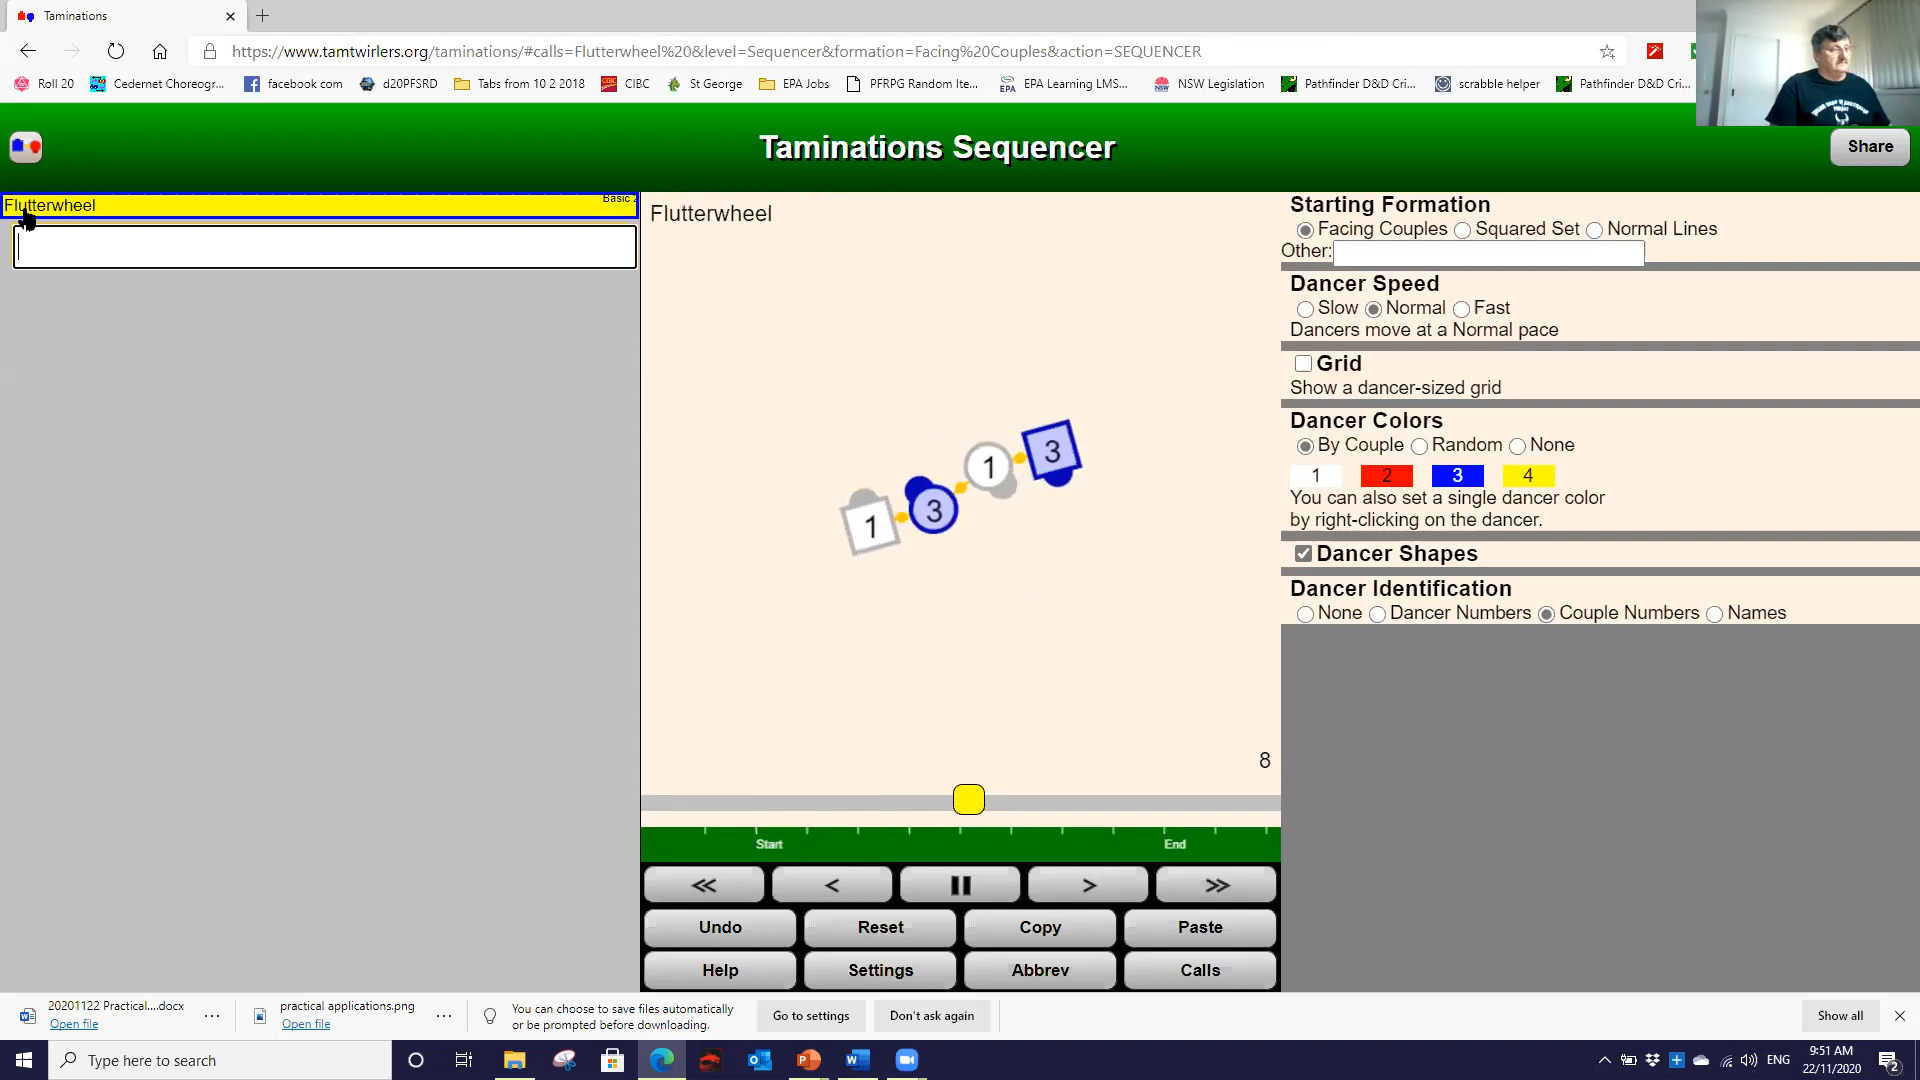 Taminations
https://www.tamtwirlers.org/taminations/#calls=Flutterwheel%20&level=Sequencer&formation=Facing%20Couples&action=SEQUENCER
Roll 20 Cedernet Choreogr... facebook.com d20PFSRD Tabs from 10 2 2018 CIBC St George EPA Jobs PFRPG Random Ite... EPA Learning LMS... NSW Legislation Pathfinder D&D Cri... scrabble helper Pathfinder D&D Cri...
Taminations Sequencer
Share
Flutterwheel Basic 2
Flutterwheel
1 3 1 3
8
Start End
<< < > >>
Undo Reset Copy Paste
Help Settings Abbrev Calls
Starting Formation
Facing Couples Squared Set Normal Lines
Other:
Dancer Speed
Slow Normal Fast
Dancers move at a Normal pace
Grid
Show a dancer-sized grid
Dancer Colors
By Couple Random None
1 2 3 4
You can also set a single dancer color
by right-clicking on the dancer.
Dancer Shapes
Dancer Identification
None Dancer Numbers Couple Numbers Names
20201122 Practical....docx
Open file
practical applications.png
Open file
You can choose to save files automatically
or be prompted before downloading.
Go to settings Don't ask again
Show all
Type here to search
ENG
9:51 AM
22/11/2020
2